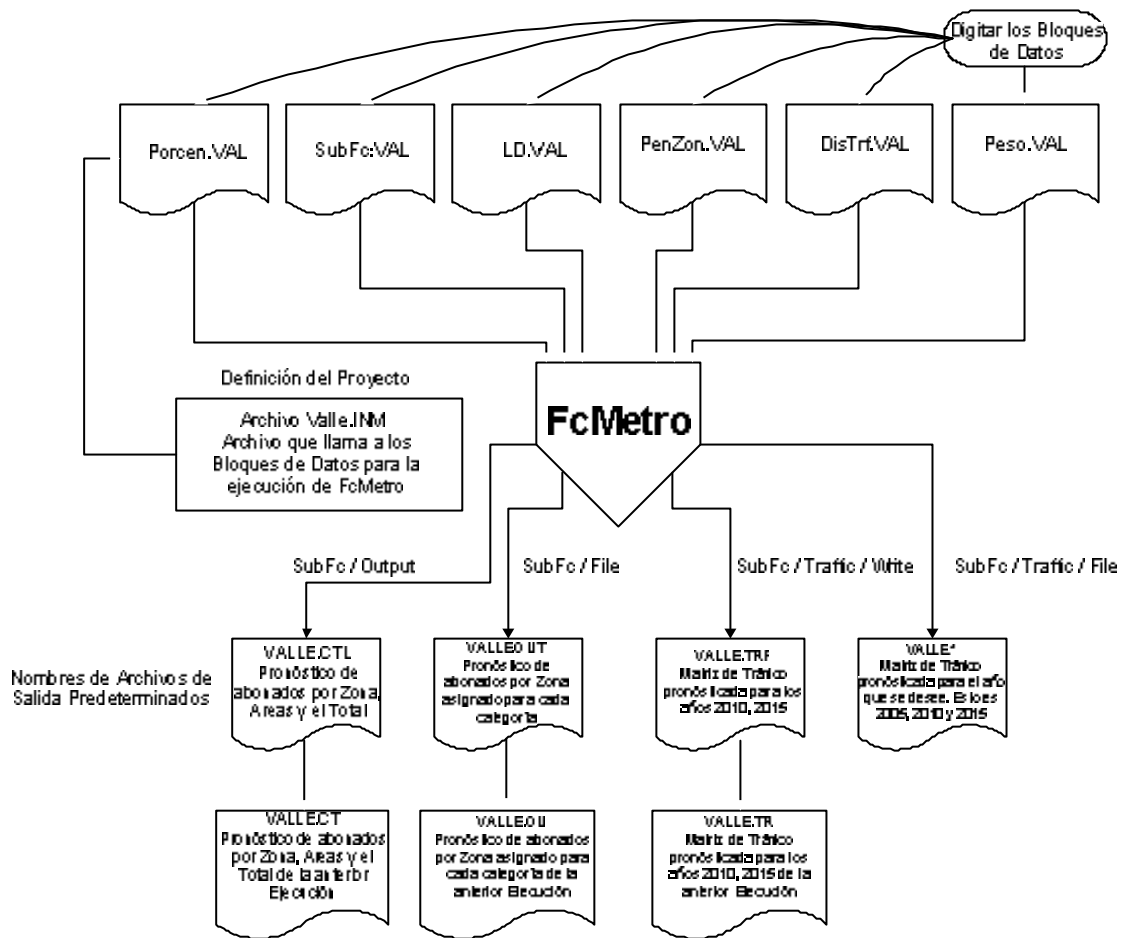 Digitar los Bloques
de Datos
Porcen.VAL
SubFc.VAL
LD.VAL
PenZon.VAL
DisTrf.VAL
Peso.VAL
Definición del Proyecto
Archivo Valle.INM
Archivo que llama a los
Bloques de Datos para la
ejecución de FcMetro
FcMetro
SubFc / Output
SubFc / File
SubFc / Traffic / Write
SubFc / Traffic / File
Nombres de Archivos de
Salida Predeterminados
VALLE.CTL
Pronóstico de
abonados por Zona,
Areas y el Total
VALLE.OUT
Pronóstico de
abonados por Zona
asignado para cada
categoría
VALLE.TRF
Matriz de Tráfico
pronósticada para los
años 2010, 2015
VALLE.*
Matriz de Tráfico
pronósticada para el año
que se desee. Esto es
2005, 2010 y 2015
VALLE.CT
Pronóstico de abonados
por Zona, Areas y el
Total de la anterior
Ejecución
VALLE.OU
Pronóstico de abonados
por Zona asignado para
cada categoría de la
anterior Ejecución
VALLE.TR
Matriz de Tráfico
pronósticada para los
años 2010, 2015 de la
anterior Ejecución